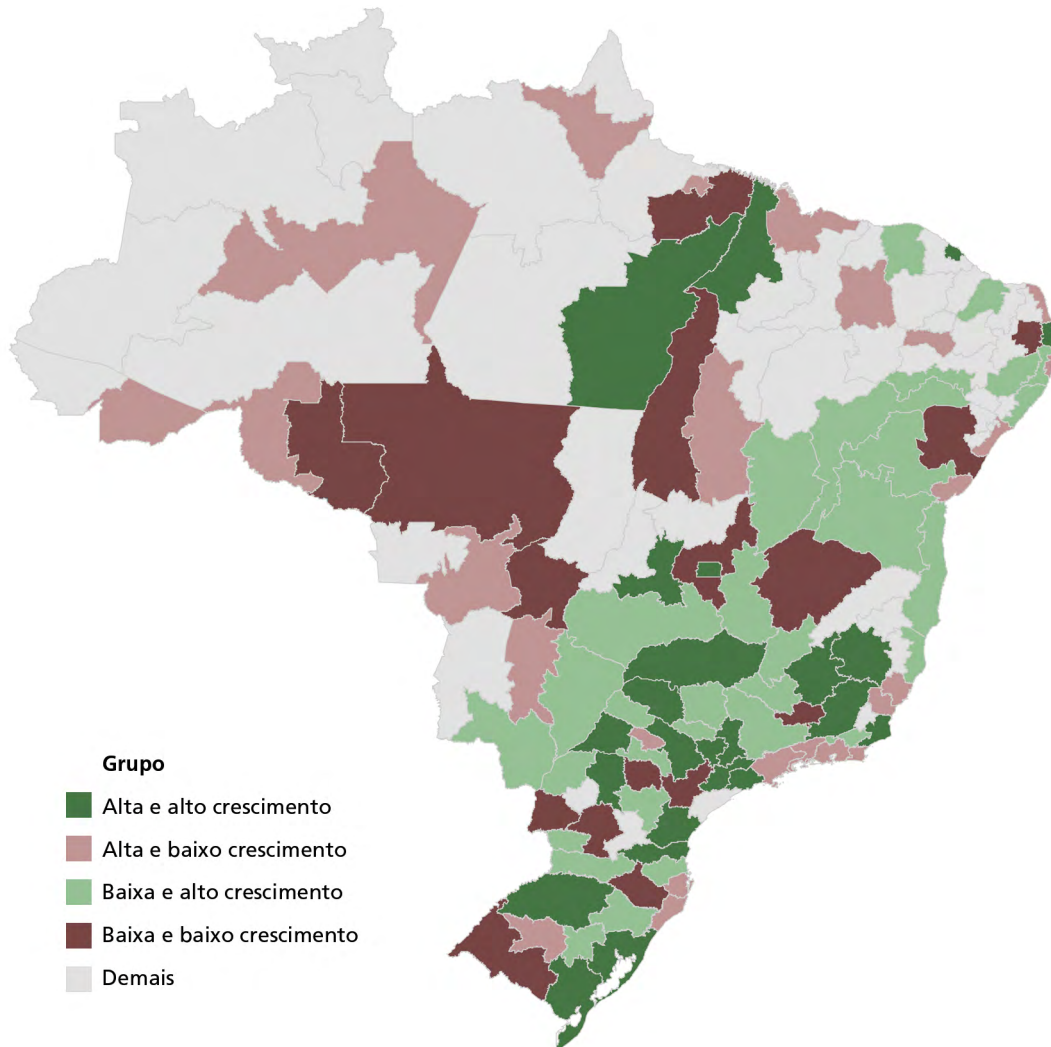 Grupo
Alta e alto crescimento
Alta e baixo crescimento
Baixa e alto crescimento
Baixa e baixo crescimento
Demais